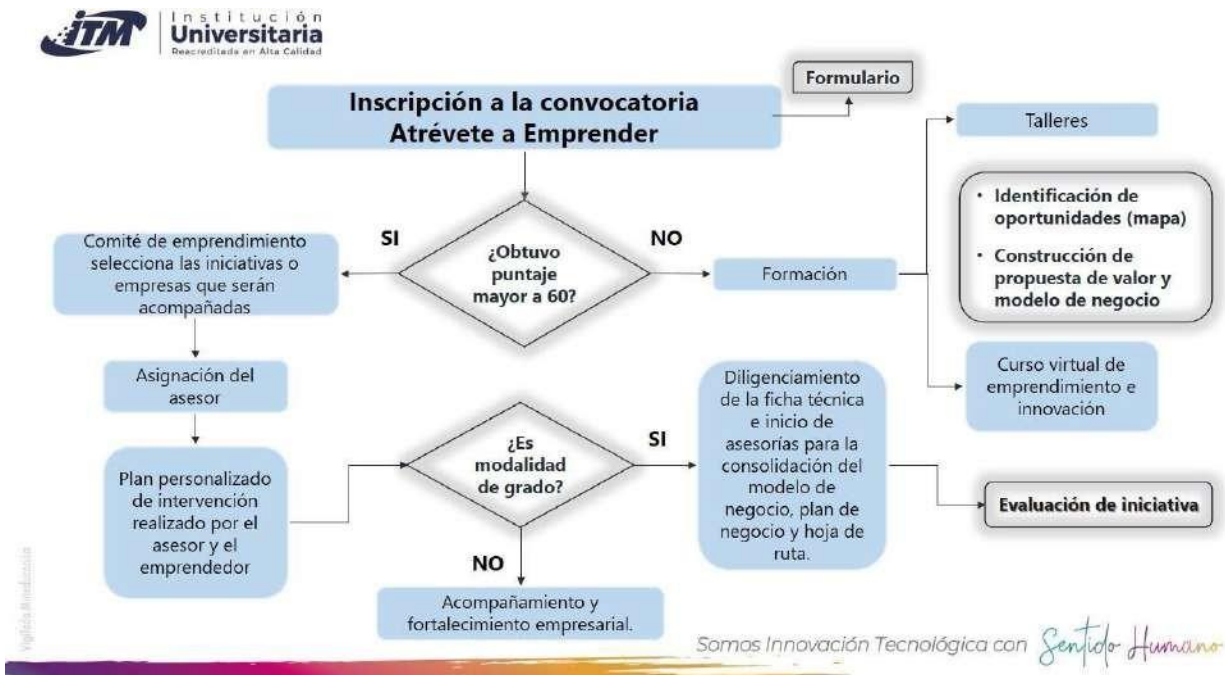 iTM
Institución
Universitaria
Reacreditada en Alta Calidad
Formulario
Inscripción a la convocatoria
Atrévete a Emprender
Talleres
• Identificación de
oportunidades (mapa)
• Construcción de
propuesta de valor y
modelo de negocio
SI
¿Obtuvo
puntaje
mayor a 60?
NO
Comité de emprendimiento
selecciona las iniciativas o
empresas que serán
acompañadas
Formación
Curso virtual de
emprendimiento e
innovación
Asignación del
asesor
Plan personalizado
de intervención
realizado por el
asesor y el
emprendedor
¿Es
modalidad
de grado?
SI
Diligenciamiento
de la ficha técnica
e inicio de
asesorías para la
consolidación del
modelo de
negocio, plan de
negocio y hoja de
ruta.
Evaluación de iniciativa
NO
Acompañamiento y
fortalecimiento empresarial.
Somos Innovación Tecnológica con Sentido Humano